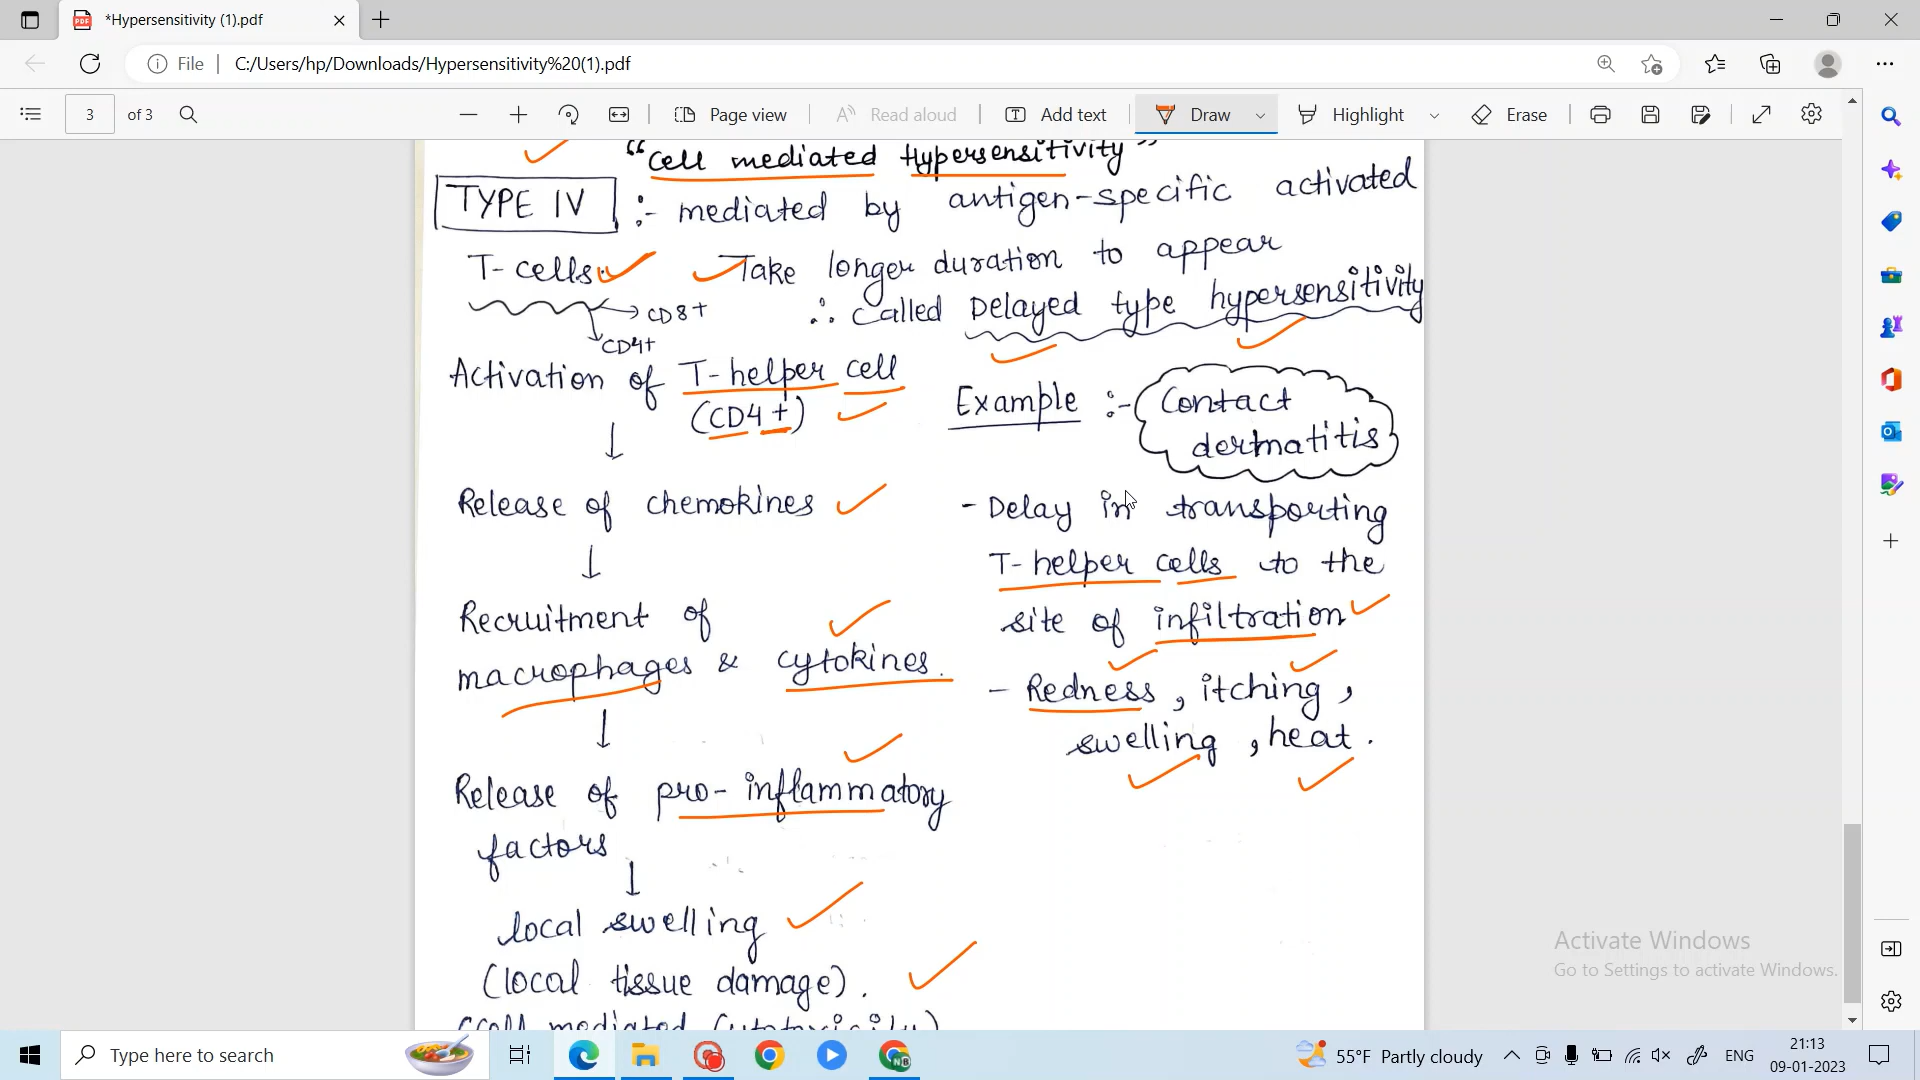 *Hypersensitivity (1).pdf
File
C:/Users/hp/Downloads/Hypersensitivity%20(1).pdf
3 of 3
Page view
Read aloud
Add text
Draw
Highlight
Erase
"Cell mediated Hypersensitivity"
TYPE IV :- mediated by antigen-specific activated
T-cells. Take longer duration to appear
CD8+ ∴ called Delayed type hypersensitivity
CD4+
Activation of T-helper cell
(CD4+)
↓
Release of chemokines
↓
Recruitment of
macrophages & cytokines.
↓
Release of pro-inflammatory
factors
↓
local swelling
(local tissue damage).
(cell mediated cytotoxicity)
Example :- Contact
dermatitis
- Delay in transporting
T-helper cells to the
site of infiltration
- Redness, itching,
swelling, heat.
Activate Windows
Go to Settings to activate Windows.
Type here to search
55°F Partly cloudy
ENG
21:13
09-01-2023